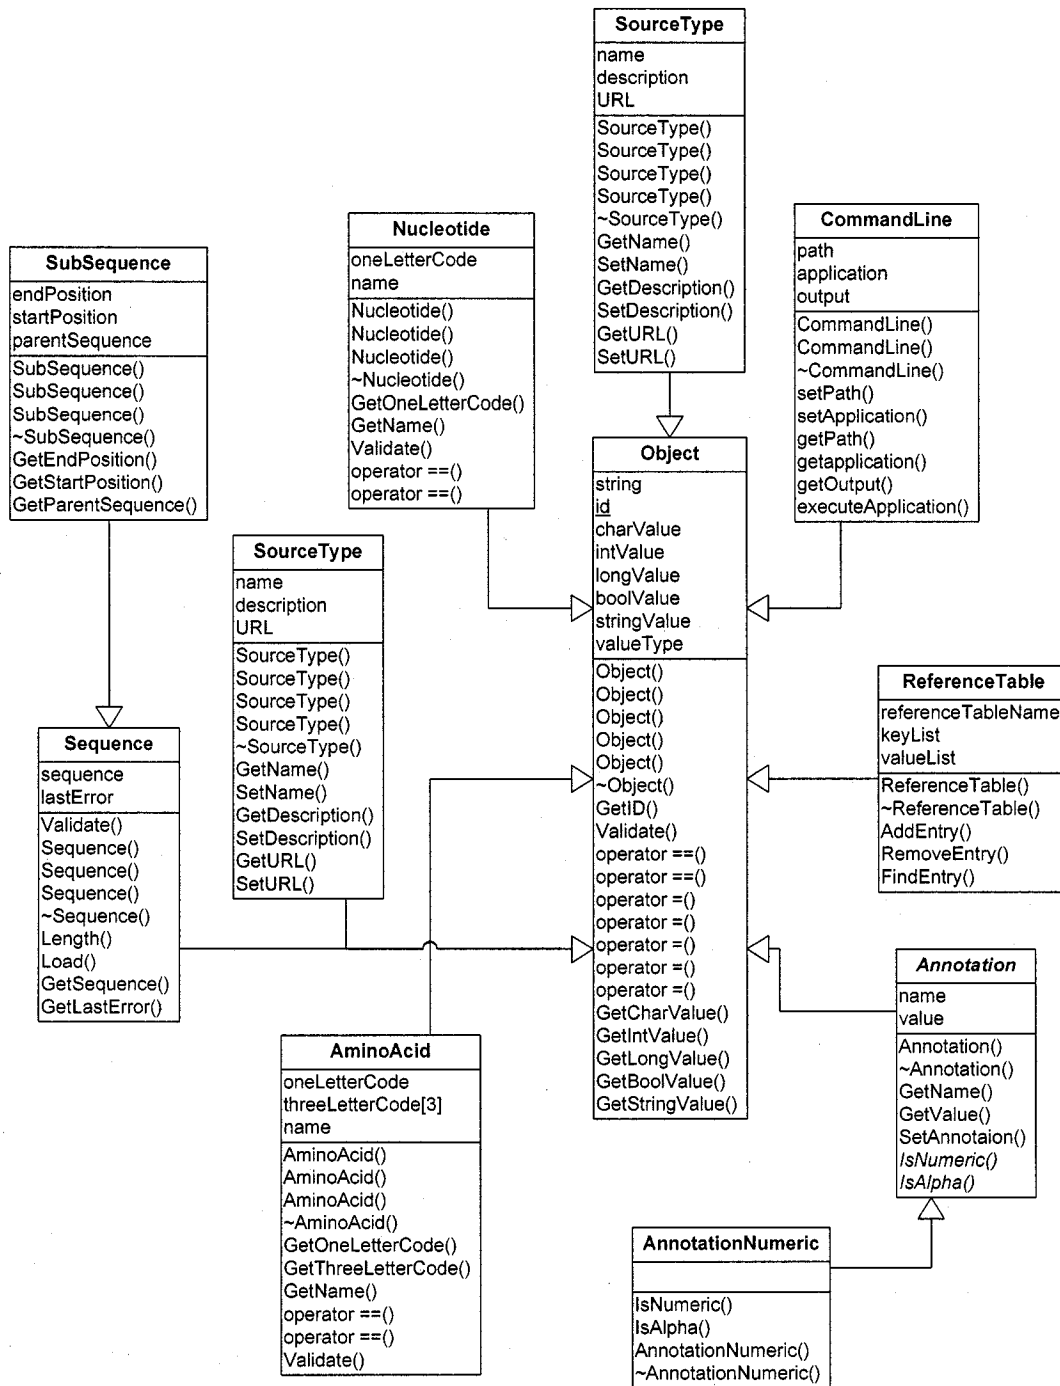 SourceType
name
description
URL
SourceType()
SourceType()
SourceType()
SourceType()
~SourceType()
GetName()
SetName()
GetDescription()
SetDescription()
GetURL()
SetURL()
Nucleotide
oneLetterCode
name
Nucleotide()
Nucleotide()
Nucleotide()
~Nucleotide()
GetOneLetterCode()
GetName()
Validate()
operator ==()
operator ==()
CommandLine
path
application
output
CommandLine()
CommandLine()
~CommandLine()
setPath()
setApplication()
getPath()
getapplication()
getOutput()
executeApplication()
SubSequence
endPosition
startPosition
parentSequence
SubSequence()
SubSequence()
SubSequence()
~SubSequence()
GetEndPosition()
GetStartPosition()
GetParentSequence()
Object
string
id
charValue
intValue
longValue
boolValue
stringValue
valueType
Object()
Object()
Object()
Object()
Object()
~Object()
GetID()
Validate()
operator ==()
operator ==()
operator =()
operator =()
operator =()
operator =()
operator =()
GetCharValue()
GetIntValue()
GetLongValue()
GetBoolValue()
GetStringValue()
SourceType
name
description
URL
SourceType()
SourceType()
SourceType()
SourceType()
~SourceType()
GetName()
SetName()
GetDescription()
SetDescription()
GetURL()
SetURL()
ReferenceTable
referenceTableName
keyList
valueList
ReferenceTable()
~ReferenceTable()
AddEntry()
RemoveEntry()
FindEntry()
Sequence
sequence
lastError
Validate()
Sequence()
Sequence()
Sequence()
~Sequence()
Length()
Load()
GetSequence()
GetLastError()
Annotation
name
value
Annotation()
~Annotation()
GetName()
GetValue()
SetAnnotaion()
IsNumeric()
IsAlpha()
AminoAcid
oneLetterCode
threeLetterCode[3]
name
AminoAcid()
AminoAcid()
AminoAcid()
~AminoAcid()
GetOneLetterCode()
GetThreeLetterCode()
GetName()
operator ==()
operator ==()
Validate()
AnnotationNumeric
IsNumeric()
IsAlpha()
AnnotationNumeric()
~AnnotationNumeric()